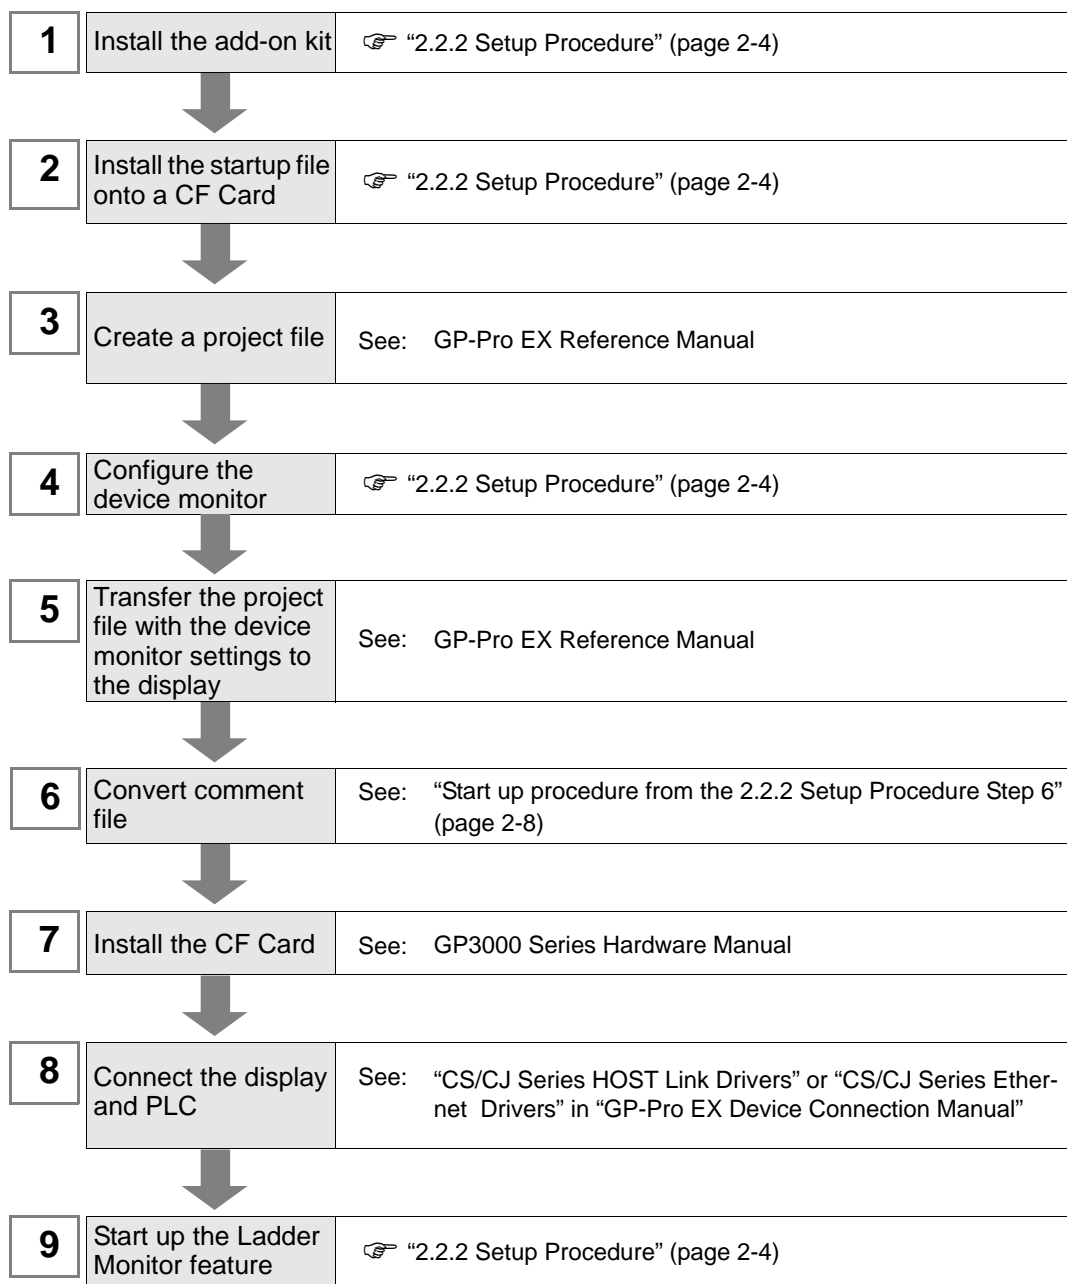 1
Install the add-on kit
☞ “2.2.2 Setup Procedure” (page 2-4)
2
Install the startup file
onto a CF Card
☞ “2.2.2 Setup Procedure” (page 2-4)
3
Create a project file
See: GP-Pro EX Reference Manual
4
Configure the
device monitor
☞ “2.2.2 Setup Procedure” (page 2-4)
5
Transfer the project
file with the device
monitor settings to
the display
See: GP-Pro EX Reference Manual
6
Convert comment
file
See: “Start up procedure from the 2.2.2 Setup Procedure Step 6”
(page 2-8)
7
Install the CF Card
See: GP3000 Series Hardware Manual
8
Connect the display
and PLC
See: “CS/CJ Series HOST Link Drivers” or “CS/CJ Series Ether-
net Drivers” in “GP-Pro EX Device Connection Manual”
9
Start up the Ladder
Monitor feature
☞ “2.2.2 Setup Procedure” (page 2-4)